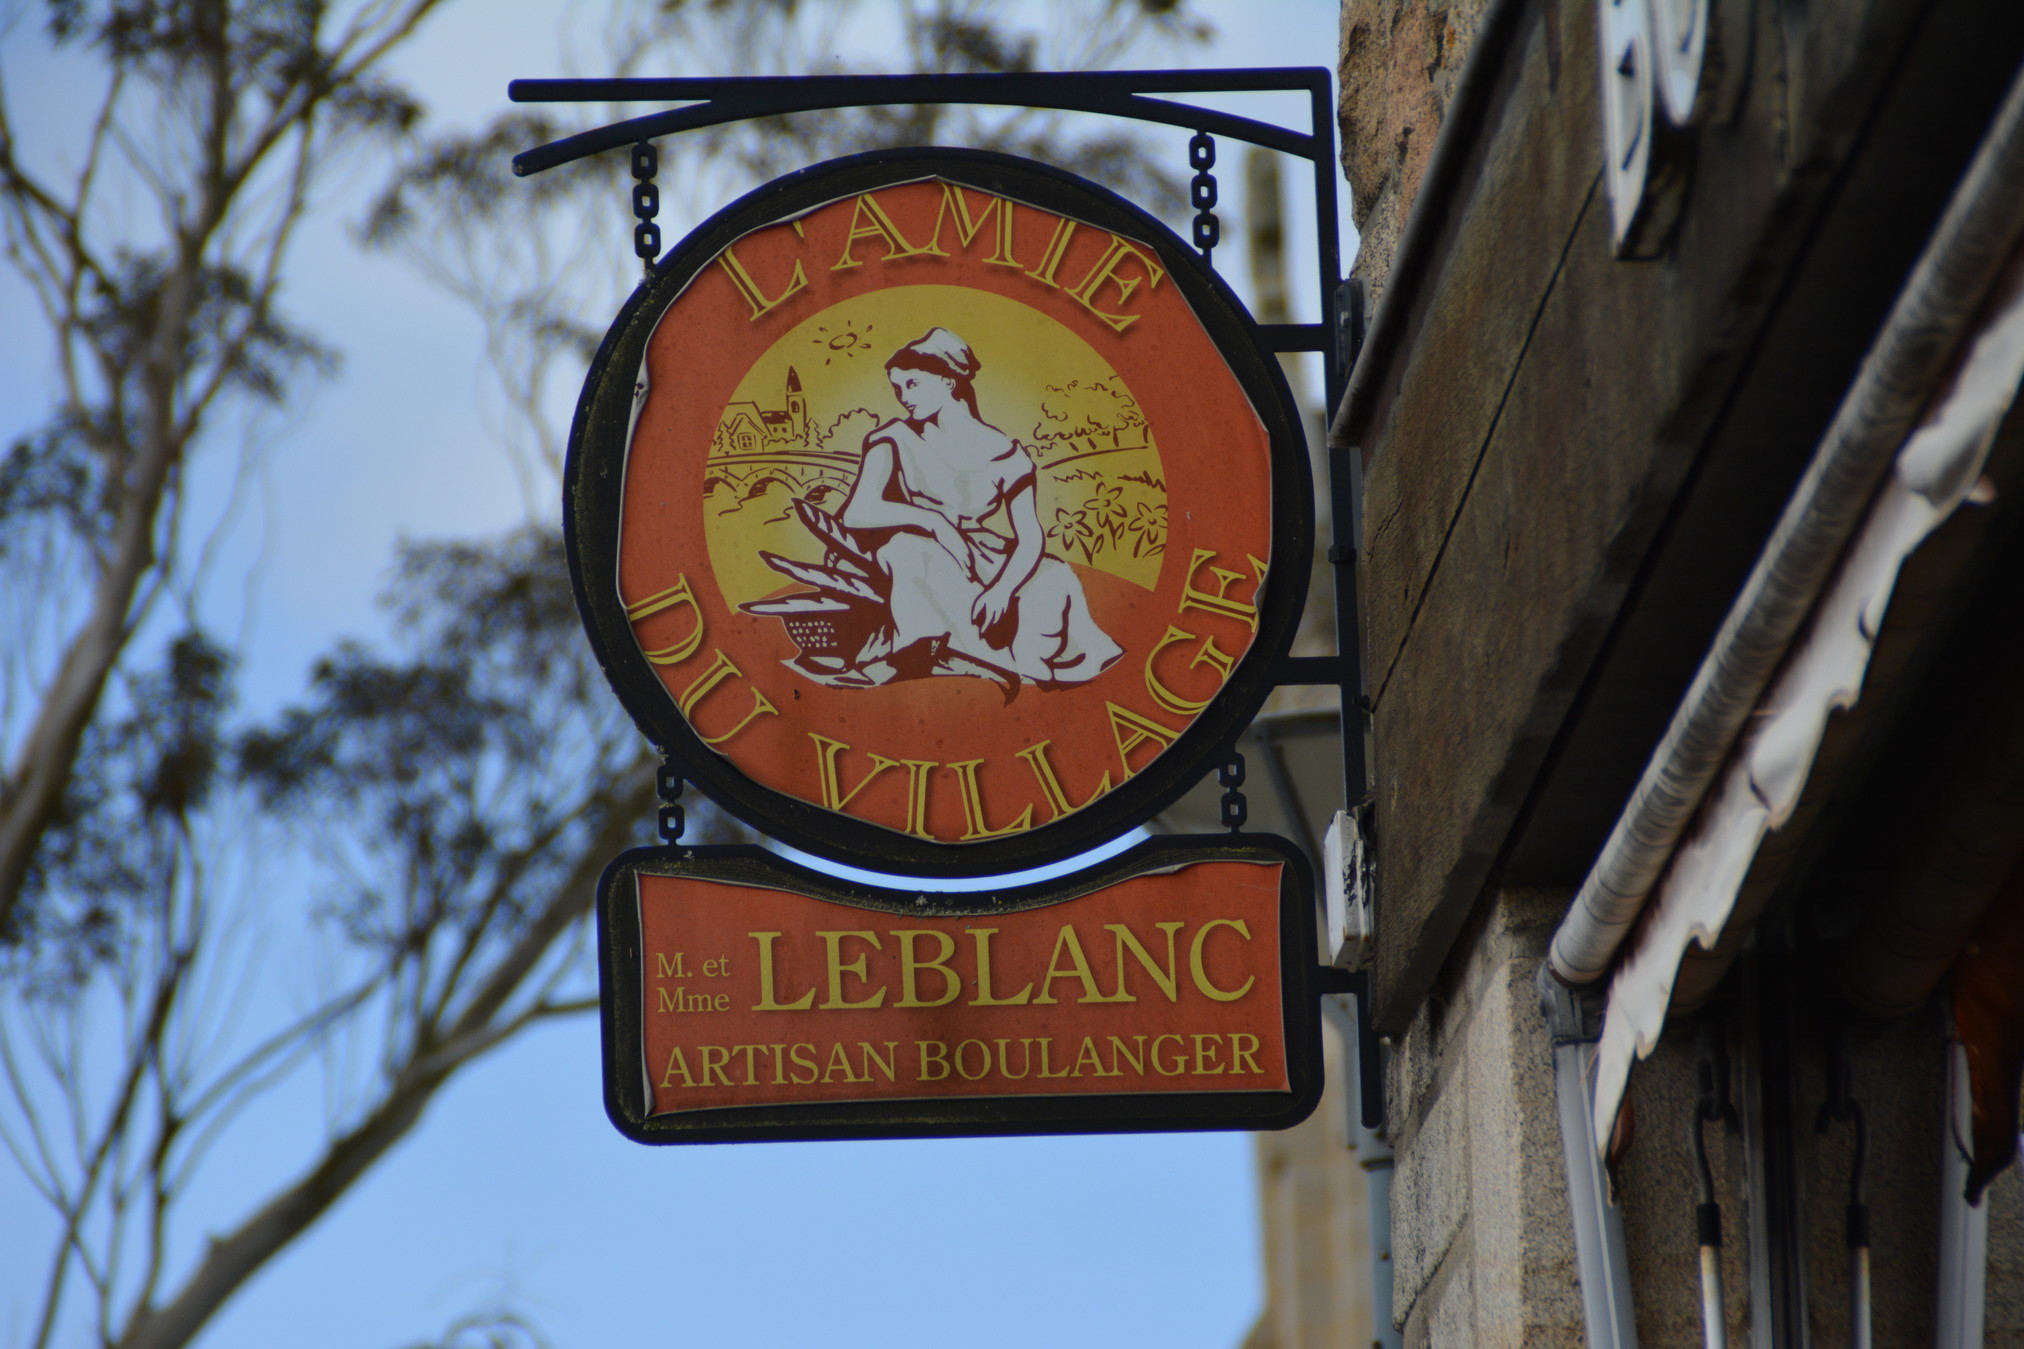 L'AMIE
DU VILLAGE
M. et
Mme
LEBLANC
ARTISAN BOULANGER